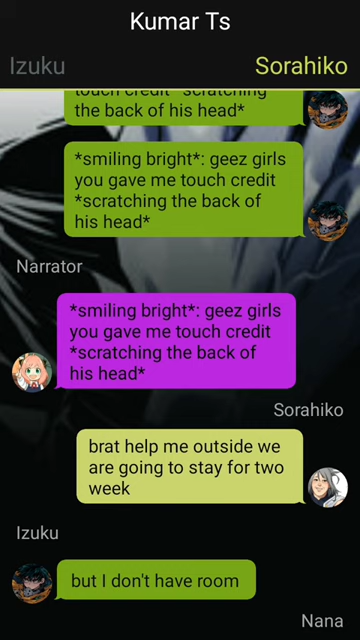 Kumar Ts
Izuku
Sorahiko
touch credit *scratching
the back of his head*
*smiling bright*: geez girls
you gave me touch credit
*scratching the back of
his head*
Narrator
*smiling bright*: geez girls
you gave me touch credit
*scratching the back of
his head*
Sorahiko
brat help me outside we
are going to stay for two
week
Izuku
but I don't have room
Nana